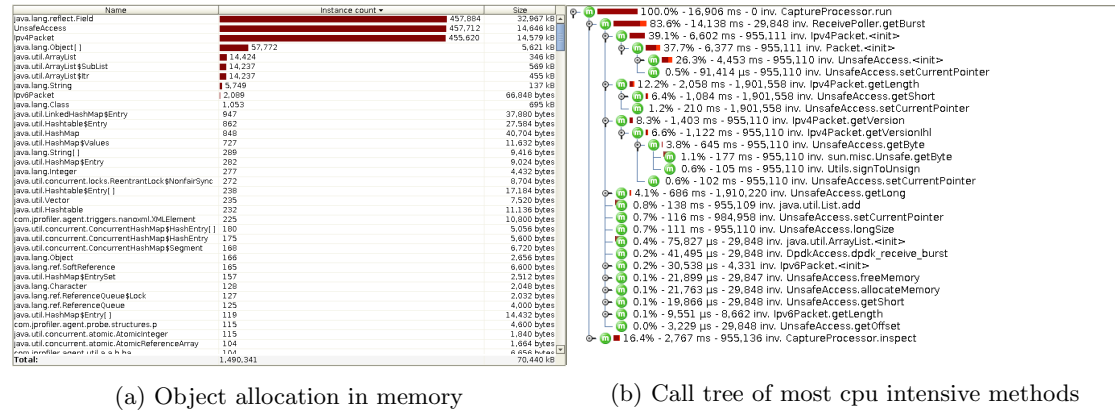 Name Instance count Size
java.lang.reflect.Field 457,884 32,967 kB
UnsafeAccess 457,712 14,646 kB
Ipv4Packet 455,620 14,579 kB
java.lang.Object[ ] 57,772 5,621 kB
java.util.ArrayList 14,424 346 kB
java.util.ArrayList$SubList 14,237 569 kB
java.util.ArrayList$Itr 14,237 455 kB
java.lang.String 5,749 137 kB
Ipv6Packet 2,089 66,848 bytes
java.lang.Class 1,053 695 kB
java.util.LinkedHashMap$Entry 947 37,880 bytes
java.util.Hashtable$Entry 862 27,584 bytes
java.util.HashMap 848 40,704 bytes
java.util.HashMap$Values 727 11,632 bytes
java.lang.String[ ] 289 9,416 bytes
java.util.HashMap$Entry 282 9,024 bytes
java.lang.Integer 277 4,432 bytes
java.util.concurrent.locks.ReentrantLock$NonfairSync 272 8,704 bytes
java.util.Hashtable$Entry[ ] 238 17,184 bytes
java.util.Vector 235 7,520 bytes
java.util.Hashtable 232 11,136 bytes
com.jprofiler.agent.triggers.nanoxml.XMLElement 225 10,800 bytes
java.util.concurrent.ConcurrentHashMap$HashEntry[ ] 180 5,056 bytes
java.util.concurrent.ConcurrentHashMap$HashEntry 175 5,600 bytes
java.util.concurrent.ConcurrentHashMap$Segment 168 6,720 bytes
java.lang.Object 166 2,656 bytes
java.lang.ref.SoftReference 165 6,600 bytes
java.util.HashMap$EntrySet 157 2,512 bytes
java.lang.Character 128 2,048 bytes
java.lang.ref.ReferenceQueue$Lock 127 2,032 bytes
java.lang.ref.ReferenceQueue 125 4,000 bytes
java.util.HashMap$Entry[ ] 119 14,432 bytes
com.jprofiler.agent.probe.structures.p 115 4,600 bytes
java.util.concurrent.atomic.AtomicInteger 115 1,840 bytes
java.util.concurrent.atomic.AtomicReferenceArray 104 1,664 bytes
com.jprofiler.agent.util.a.a.b.ba 104 6,656 bytes
Total: 1,490,341 70,440 kB
(a) Object allocation in memory
m 100.0% - 16,906 ms - 0 inv. CaptureProcessor.run
m 83.6% - 14,138 ms - 29,848 inv. ReceivePoller.getBurst
m 39.1% - 6,602 ms - 955,111 inv. Ipv4Packet.<init>
m 37.7% - 6,377 ms - 955,111 inv. Packet.<init>
m 26.3% - 4,453 ms - 955,110 inv. UnsafeAccess.<init>
m 0.5% - 91,414 µs - 955,110 inv. UnsafeAccess.setCurrentPointer
m 12.2% - 2,058 ms - 1,901,558 inv. Ipv4Packet.getLength
m 6.4% - 1,084 ms - 1,901,558 inv. UnsafeAccess.getShort
m 1.2% - 210 ms - 1,901,558 inv. UnsafeAccess.setCurrentPointer
m 8.3% - 1,403 ms - 955,110 inv. Ipv4Packet.getVersion
m 6.6% - 1,122 ms - 955,110 inv. Ipv4Packet.getVersionIhl
m 3.8% - 645 ms - 955,110 inv. UnsafeAccess.getByte
m 1.1% - 177 ms - 955,110 inv. sun.misc.Unsafe.getByte
m 0.6% - 105 ms - 955,110 inv. Utils.signToUnsign
m 0.6% - 102 ms - 955,110 inv. UnsafeAccess.setCurrentPointer
m 4.1% - 686 ms - 1,910,220 inv. UnsafeAccess.getLong
m 0.8% - 138 ms - 955,109 inv. java.util.List.add
m 0.7% - 116 ms - 984,958 inv. UnsafeAccess.setCurrentPointer
m 0.7% - 111 ms - 955,110 inv. UnsafeAccess.longSize
m 0.4% - 75,827 µs - 29,848 inv. java.util.ArrayList.<init>
m 0.2% - 41,495 µs - 29,848 inv. DpdkAccess.dpdk_receive_burst
m 0.2% - 30,538 µs - 4,331 inv. Ipv6Packet.<init>
m 0.1% - 21,899 µs - 29,847 inv. UnsafeAccess.freeMemory
m 0.1% - 21,763 µs - 29,848 inv. UnsafeAccess.allocateMemory
m 0.1% - 19,866 µs - 29,848 inv. UnsafeAccess.getShort
m 0.1% - 9,551 µs - 8,662 inv. Ipv6Packet.getLength
m 0.0% - 3,229 µs - 29,848 inv. UnsafeAccess.getOffset
m 16.4% - 2,767 ms - 955,136 inv. CaptureProcessor.inspect
(b) Call tree of most cpu intensive methods